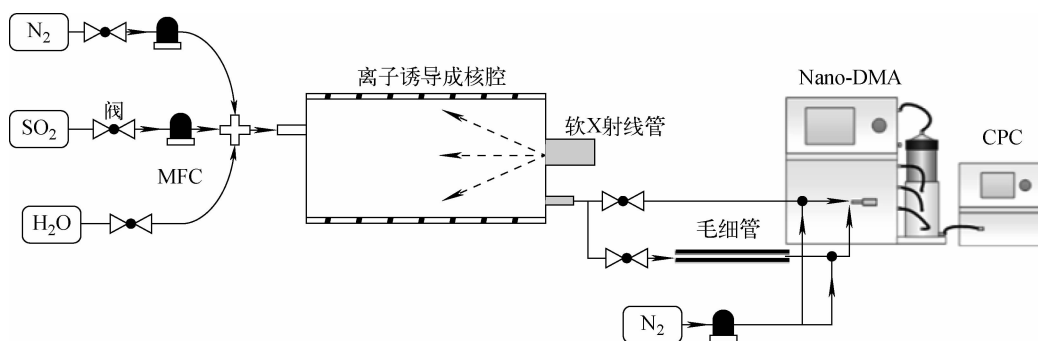 N₂
离子诱导成核腔
Nano-DMA
阀
SO₂
软X射线管
CPC
MFC
H₂O
毛细管
N₂